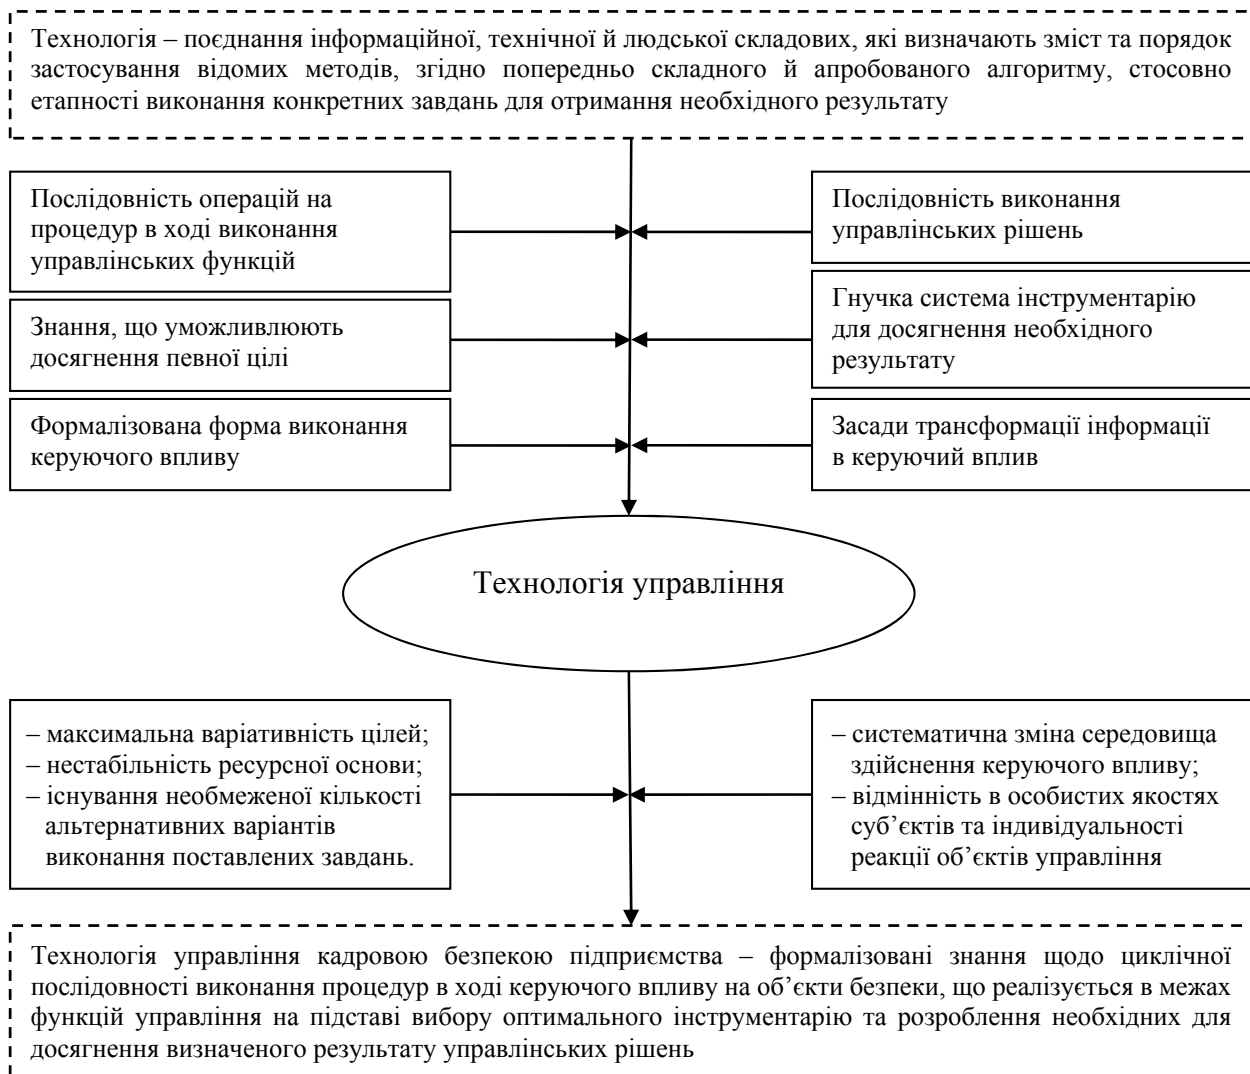 Технологія – поєднання інформаційної, технічної й людської складових, які визначають зміст та порядок
застосування відомих методів, згідно попередньо складного й апробованого алгоритму, стосовно
етапності виконання конкретних завдань для отримання необхідного результату
Послідовність операцій на
процедур в ході виконання
управлінських функцій
Послідовність виконання
управлінських рішень
Знання, що уможливлюють
досягнення певної цілі
Гнучка система інструментарію
для досягнення необхідного
результату
Формалізована форма виконання
керуючого впливу
Засади трансформації інформації
в керуючий вплив
Технологія управління
– максимальна варіативність цілей;
– нестабільність ресурсної основи;
– існування необмеженої кількості
альтернативних варіантів
виконання поставлених завдань.
– систематична зміна середовища
здійснення керуючого впливу;
– відмінність в особистих якостях
суб’єктів та індивідуальності
реакції об’єктів управління
Технологія управління кадровою безпекою підприємства – формалізовані знання щодо циклічної
послідовності виконання процедур в ході керуючого впливу на об’єкти безпеки, що реалізується в межах
функцій управління на підставі вибору оптимального інструментарію та розроблення необхідних для
досягнення визначеного результату управлінських рішень